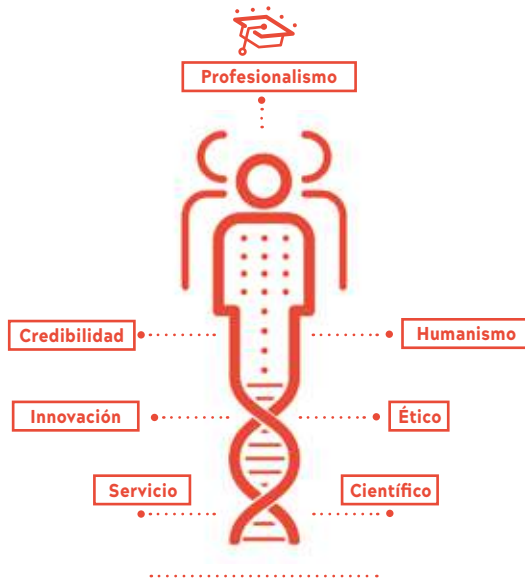 Profesionalismo
Credibilidad
Humanismo
Innovación
Ético
Servicio
Científico